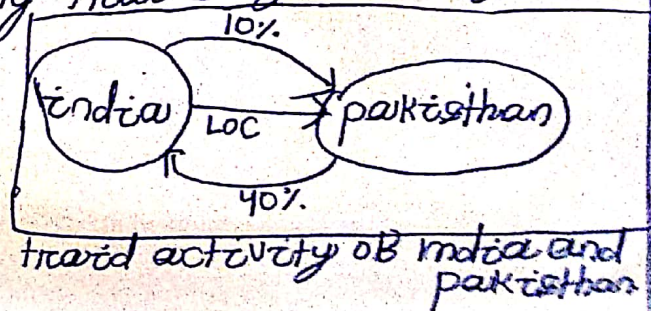 10%.
india
LOC
pakisthan
40%.
traid activity OB india and
pakisthan